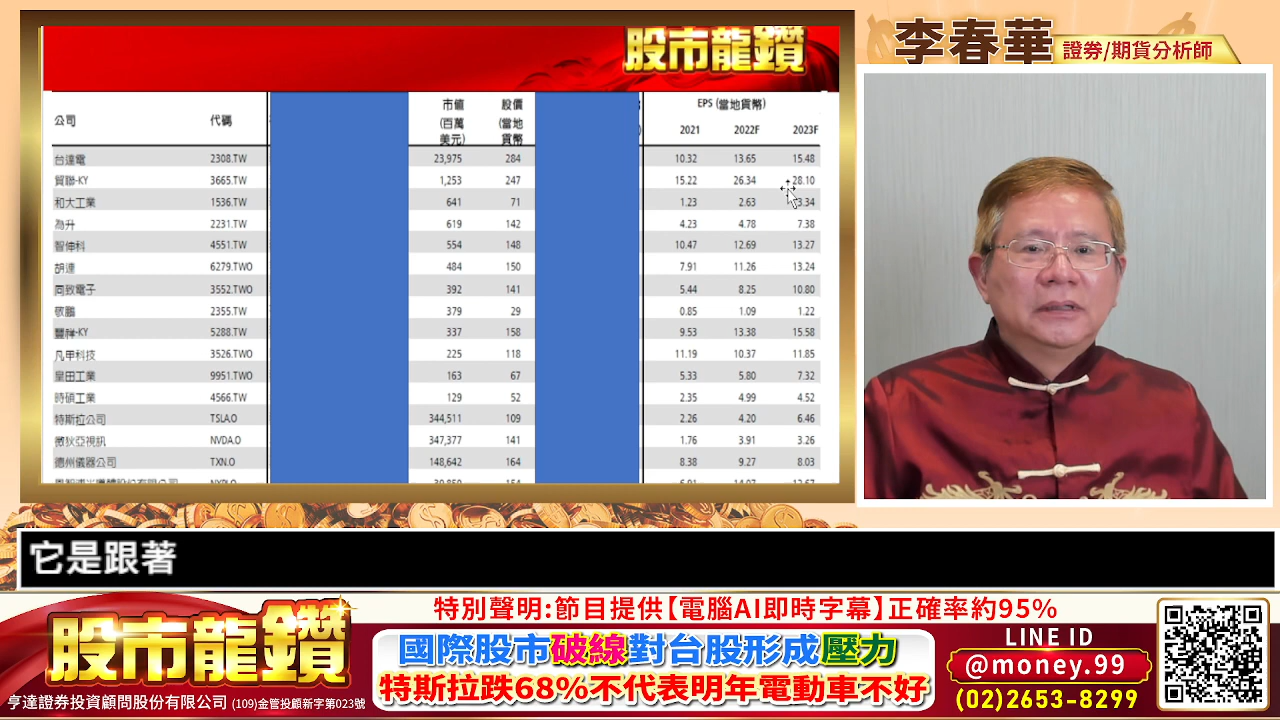 股市龍鑽
李春華 證券/期貨分析師
公司 代碼 市值 (百萬美元) 股價 (當地貨幣 EPS (當地貨幣)
2021 2022F 2023F
台達電 2308.TW 23,975 284 10.32 13.65 15.48
貿聯-KY 3665.TW 1,253 247 15.22 26.34 28.10
和大工業 1536.TW 641 71 1.23 2.63 3.34
為升 2231.TW 619 142 4.23 4.78 7.38
智伸科 4551.TW 554 148 10.47 12.69 13.27
胡連 6279.TWO 484 150 7.91 11.26 13.24
同致電子 3552.TWO 392 141 5.44 8.25 10.80
敬鵬 2355.TW 379 29 0.85 1.09 1.22
豐祥-KY 5288.TW 337 158 9.53 13.38 15.58
凡甲科技 3526.TWO 225 118 11.19 10.37 11.85
皇田工業 9951.TWO 163 67 5.33 5.80 7.32
時碩工業 4566.TW 129 52 2.35 4.99 4.52
特斯拉公司 TSLA.O 344,511 109 2.26 4.20 6.46
微狄亞視訊 NVDA.O 347,377 141 1.76 3.91 3.26
德州儀器公司 TXN.O 148,642 164 8.38 9.27 8.03
它是跟著
特別聲明:節目提供【電腦AI即時字幕】正確率約95%
股市龍鑽
國際股市破線對台股形成壓力
特斯拉跌68%不代表明年電動車不好
亨達證券投資顧問股份有限公司 (109)金管投顧新字第023號
LINE ID
@money.99
(02)2653-8299